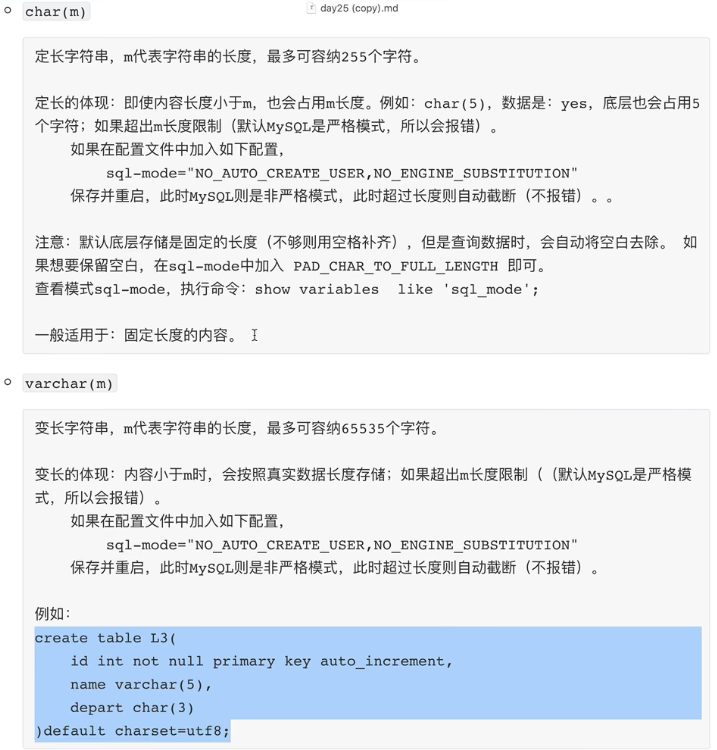 day25 (copy).md
char(m)
定长字符串，m代表字符串的长度，最多可容纳255个字符。
定长的体现：即使内容长度小于m，也会占用m长度。例如：char(5)，数据是：yes，底层也会占用5
个字符；如果超出m长度限制（默认MySQL是严格模式，所以会报错）。
如果在配置文件中加入如下配置，
sql-mode="NO_AUTO_CREATE_USER,NO_ENGINE_SUBSTITUTION"
保存并重启，此时MySQL则是非严格模式，此时超过长度则自动截断（不报错）。。
注意：默认底层存储是固定的长度（不够则用空格补齐），但是查询数据时，会自动将空白去除。 如
果想要保留空白，在sql-mode中加入 PAD_CHAR_TO_FULL_LENGTH 即可。
查看模式sql-mode，执行命令：show variables  like 'sql_mode';
一般适用于：固定长度的内容。
varchar(m)
变长字符串，m代表字符串的长度，最多可容纳65535个字符。
变长的体现：内容小于m时，会按照真实数据长度存储；如果超出m长度限制（（默认MySQL是严格模
式，所以会报错）。
如果在配置文件中加入如下配置，
sql-mode="NO_AUTO_CREATE_USER,NO_ENGINE_SUBSTITUTION"
保存并重启，此时MySQL则是非严格模式，此时超过长度则自动截断（不报错）。
例如：
create table L3(
id int not null primary key auto_increment,
name varchar(5),
depart char(3)
)default charset=utf8;